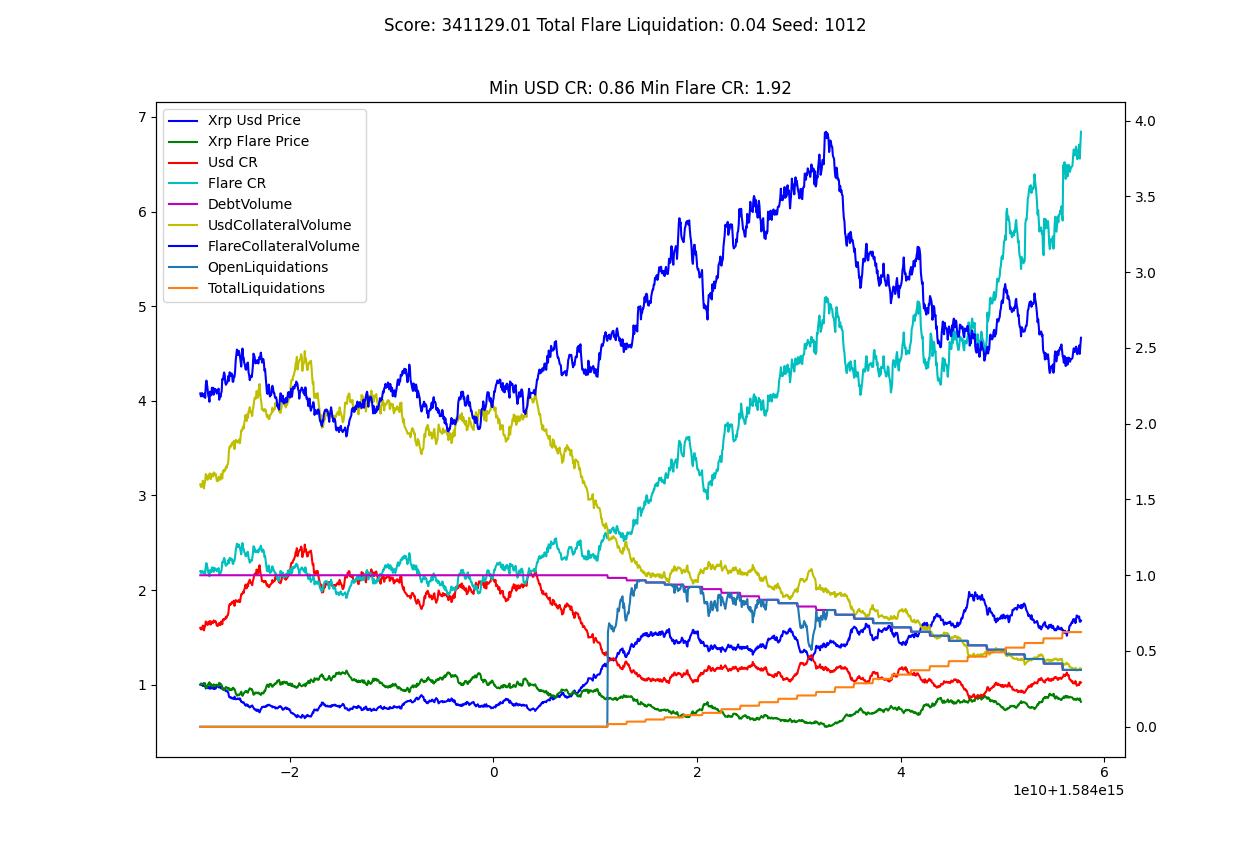 Score: 341129.01 Total Flare Liquidation: 0.04 Seed: 1012
Min USD CR: 0.86 Min Flare CR: 1.92
Xrp Usd Price
Xrp Flare Price
Usd CR
Flare CR
DebtVolume
UsdCollateralVolume
FlareCollateralVolume
OpenLiquidations
TotalLiquidations
7
6
5
4
3
2
1
4.0
3.5
3.0
2.5
2.0
1.5
1.0
0.5
0.0
−2
0
2
4
6
1e10+1.584e15